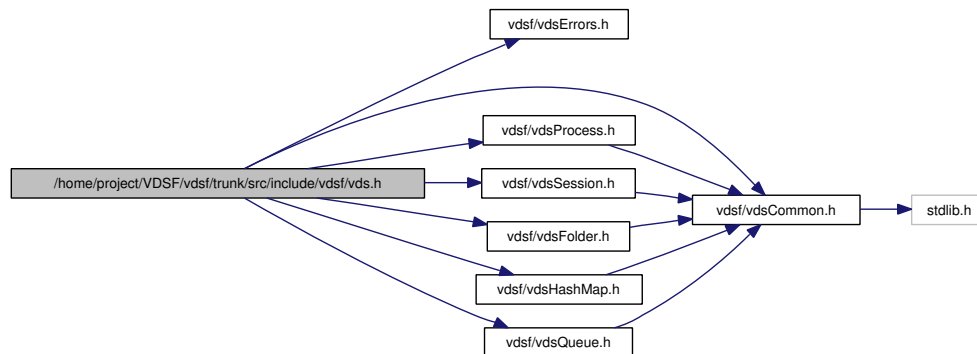 vdsf/vdsErrors.h
vdsf/vdsProcess.h
/home/project/VDSF/vdsf/trunk/src/include/vdsf/vds.h
vdsf/vdsSession.h
vdsf/vdsCommon.h
stdlib.h
vdsf/vdsFolder.h
vdsf/vdsHashMap.h
vdsf/vdsQueue.h